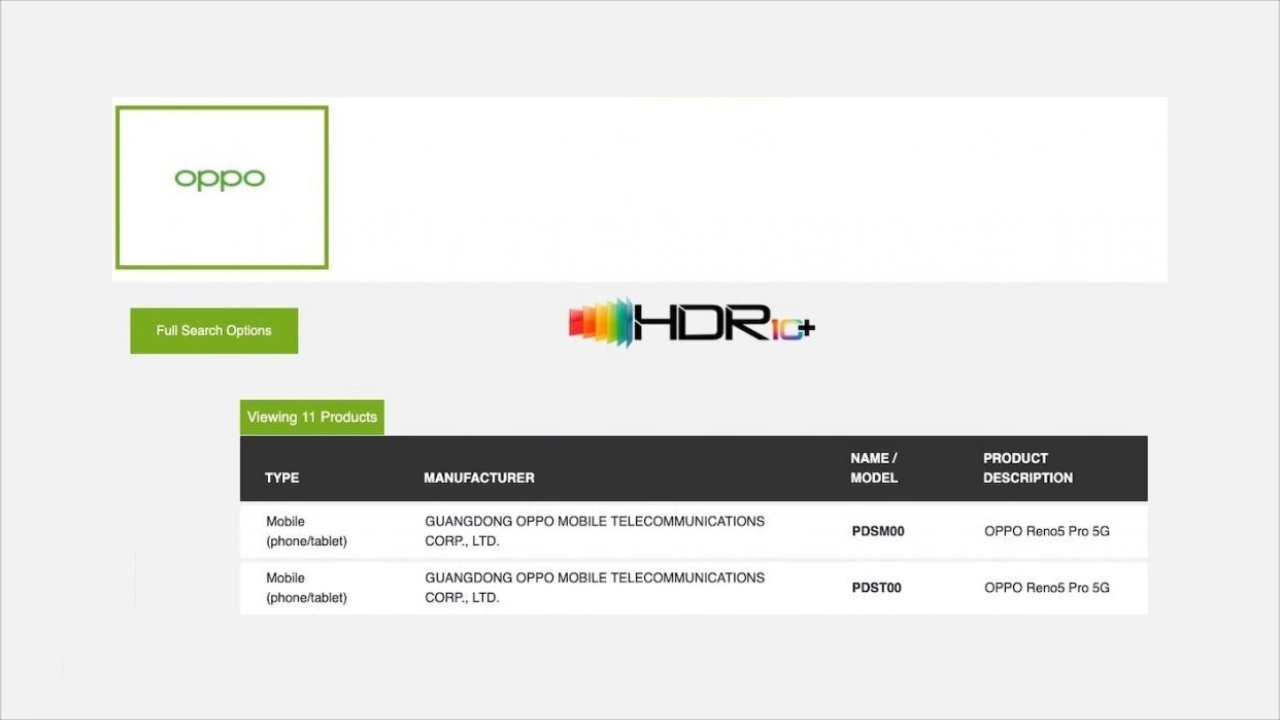 oppo
Full Search Options
HDR10+
Viewing 11 Products
TYPE MANUFACTURER NAME / MODEL PRODUCT DESCRIPTION
Mobile (phone/tablet) GUANGDONG OPPO MOBILE TELECOMMUNICATIONS CORP., LTD. PDSM00 OPPO Reno5 Pro 5G
Mobile (phone/tablet) GUANGDONG OPPO MOBILE TELECOMMUNICATIONS CORP., LTD. PDST00 OPPO Reno5 Pro 5G